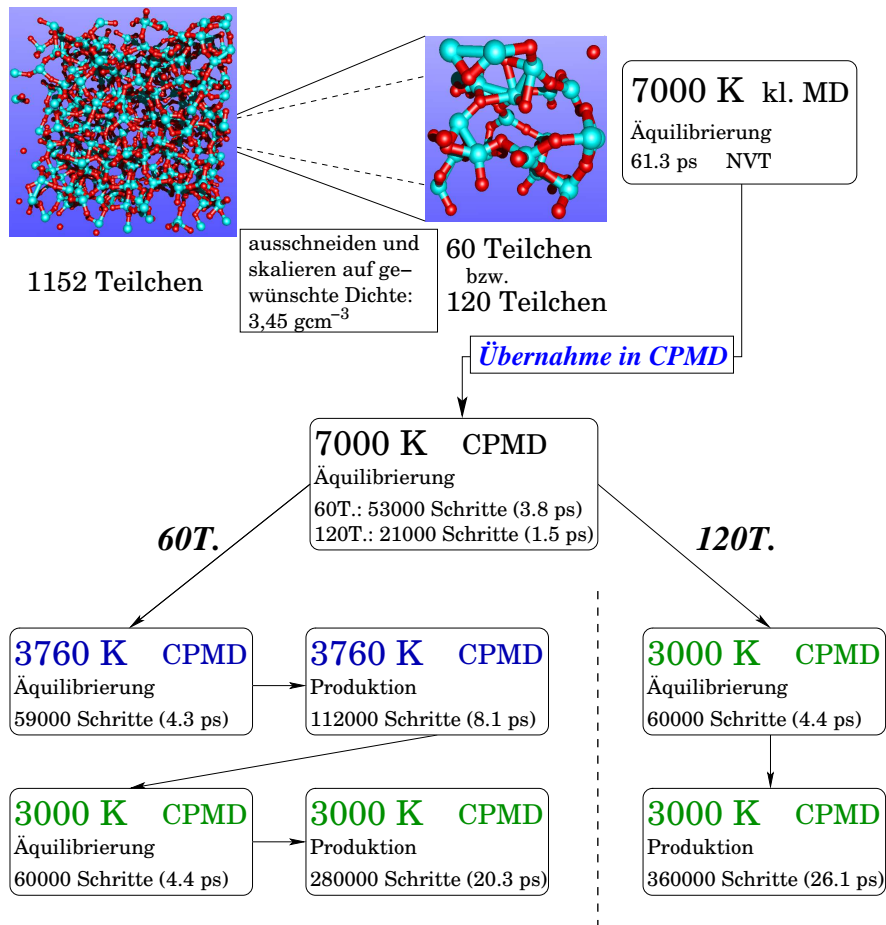 1152 Teilchen
ausschneiden und
skalieren auf ge–
wünschte Dichte:
3,45 gcm⁻³
60 Teilchen
bzw.
120 Teilchen
7000 K kl. MD
Äquilibrierung
61.3 ps NVT
Übernahme in CPMD
7000 K CPMD
Äquilibrierung
60T.: 53000 Schritte (3.8 ps)
120T.: 21000 Schritte (1.5 ps)
60T.
120T.
3760 K CPMD
Äquilibrierung
59000 Schritte (4.3 ps)
3760 K CPMD
Produktion
112000 Schritte (8.1 ps)
3000 K CPMD
Äquilibrierung
60000 Schritte (4.4 ps)
3000 K CPMD
Äquilibrierung
60000 Schritte (4.4 ps)
3000 K CPMD
Produktion
280000 Schritte (20.3 ps)
3000 K CPMD
Produktion
360000 Schritte (26.1 ps)